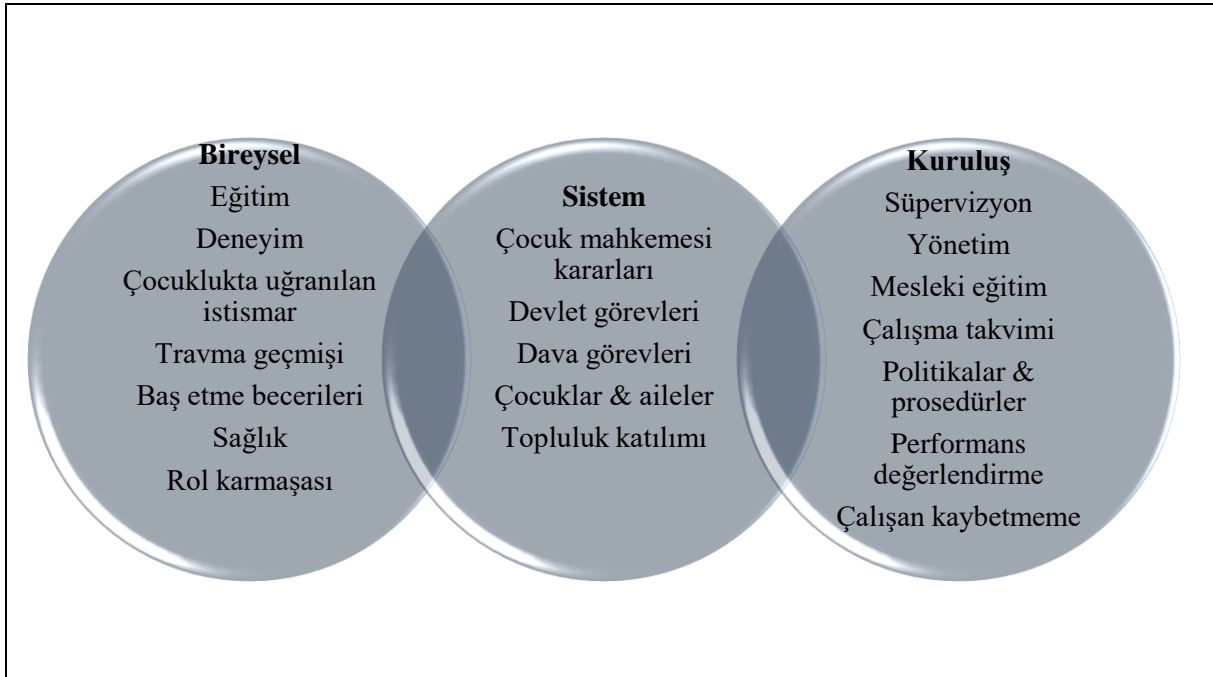 Bireysel
Eğitim
Deneyim
Çocuklukta uğranılan
istismar
Travma geçmişi
Baş etme becerileri
Sağlık
Rol karmaşası
Sistem
Çocuk mahkemesi
kararları
Devlet görevleri
Dava görevleri
Çocuklar & aileler
Topluluk katılımı
Kuruluş
Süpervizyon
Yönetim
Mesleki eğitim
Çalışma takvimi
Politikalar &
prosedürler
Performans
değerlendirme
Çalışan kaybetmeme